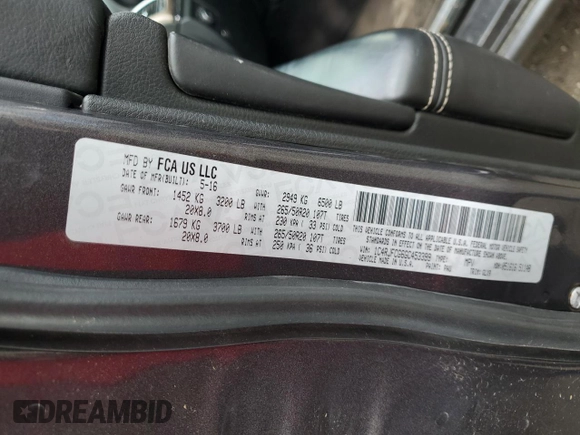 MFD BY FCA US LLC
DATE OF MFR(BUILT): 5-16 GVWR: 2949 KG 6500 LB
GAWR FRONT: 1452 KG 3200 LB WITH 265/50R20 107T TIRES
20X8.0 RIMS AT 230 KPA ( 33 PSI) COLD
GAWR REAR: 1679 KG 3700 LB WITH 265/50R20 107T TIRES
20X8.0 RIMS AT 250 KPA ( 36 PSI) COLD
THIS VEHICLE CONFORMS TO ALL APPLICABLE U.S.A. FEDERAL MOTOR VEHICLE SAFETY
STANDARDS IN EFFECT ON THE DATE OF MANUFACTURE SHOWN ABOVE.
VEHICLE MADE IN U.S.A. PAINT:
DREAMBID